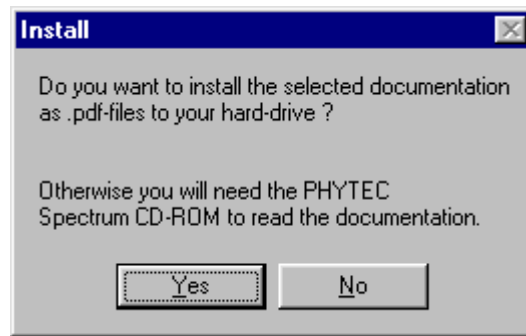 Install
Do you want to install the selected documentation
as .pdf-files to your hard-drive ?
Otherwise you will need the PHYTEC
Spectrum CD-ROM to read the documentation.
Yes No